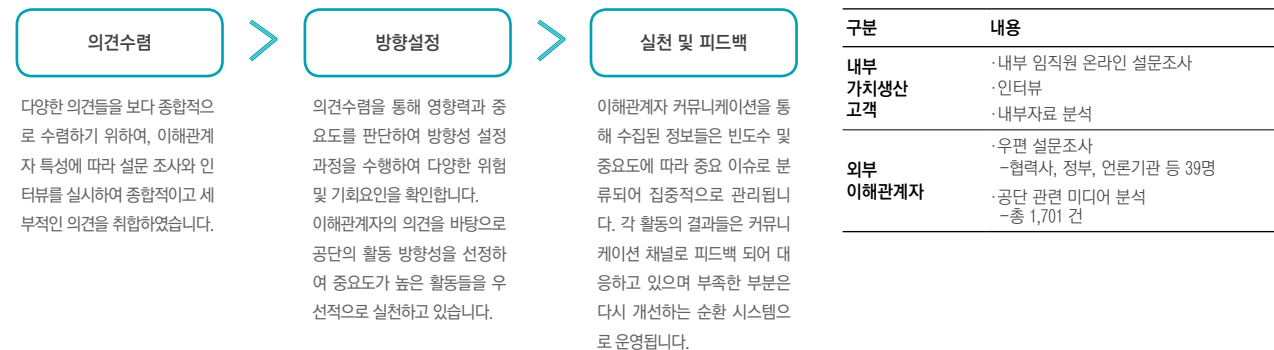 의견수렴
다양한 의견들을 보다 종합적으
로 수렴하기 위하여, 이해관계
자 특성에 따라 설문 조사와 인
터뷰를 실시하여 종합적이고 세
부적인 의견을 취합하였습니다.
방향설정
의견수렴을 통해 영향력과 중
요도를 판단하여 방향성 설정
과정을 수행하여 다양한 위험
및 기회요인을 확인합니다.
이해관계자의 의견을 바탕으로
공단의 활동 방향성을 선정하
여 중요도가 높은 활동들을 우
선적으로 실천하고 있습니다.
실천 및 피드백
이해관계자 커뮤니케이션을 통
해 수집된 정보들은 빈도수 및
중요도에 따라 중요 이슈로 분
류되어 집중적으로 관리됩니
다. 각 활동의 결과들은 커뮤니
케이션 채널로 피드백 되어 대
응하고 있으며 부족한 부분은
다시 개선하는 순환 시스템으
로 운영됩니다.
구분 내용
내부
가치생산
고객
·내부 임직원 온라인 설문조사
·인터뷰
·내부자료 분석
외부
이해관계자
·우편 설문조사
-협력사, 정부, 언론기관 등 39명
·공단 관련 미디어 분석
-총 1,701 건